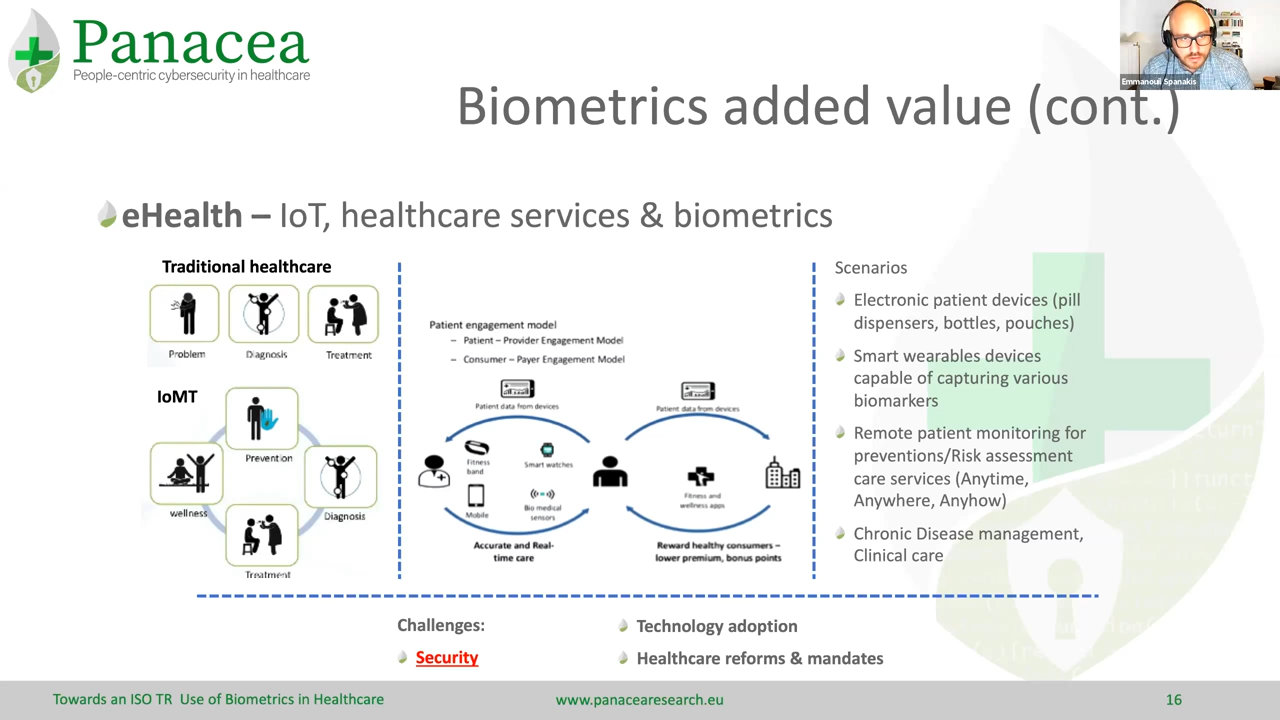 Panacea
People-centric cybersecurity in healthcare
Emmanouil Spanakis
Biometrics added value (cont.)
eHealth – IoT, healthcare services & biometrics
Traditional healthcare
Problem
Diagnosis
Treatment
IoMT
Prevention
wellness
Diagnosis
Treatment
Patient engagement model
– Patient – Provider Engagement Model
– Consumer – Payer Engagement Model
Patient data from devices
Fitness
band
Smart watches
Mobile
Bio medical
sensors
Accurate and Real-
time care
Patient data from devices
Fitness and
wellness apps
Reward healthy consumers –
lower premium, bonus points
Scenarios
Electronic patient devices (pill
dispensers, bottles, pouches)
Smart wearables devices
capable of capturing various
biomarkers
Remote patient monitoring for
preventions/Risk assessment
care services (Anytime,
Anywhere, Anyhow)
Chronic Disease management,
Clinical care
Challenges:
Security
Technology adoption
Healthcare reforms & mandates
Towards an ISO TR Use of Biometrics in Healthcare
www.panacearesearch.eu
16